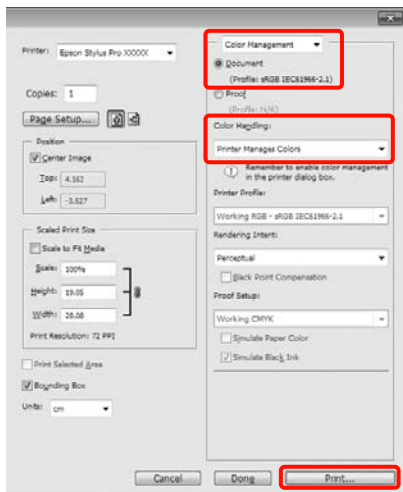 Printer: Epson Stylus Pro XXXXX
Copies: 1
Page Setup...
Position
Center Image
Top: 4.562
Left: -3.527
Scaled Print Size
Scale to Fit Media
Scale: 100%
Height: 19.05
Width: 28.08
Print Resolution: 72 PPI
Print Selected Area
Bounding Box
Units: cm
Color Management
Document
(Profile: sRGB IEC61966-2.1)
Proof
(Profile: N/A)
Color Handling:
Printer Manages Colors
Remember to enable color management
in the printer dialog box.
Printer Profile:
Working RGB - sRGB IEC61966-2.1
Rendering Intent:
Perceptual
Black Point Compensation
Proof Setup:
Working CMYK
Simulate Paper Color
Simulate Black Ink
Cancel
Done
Print...